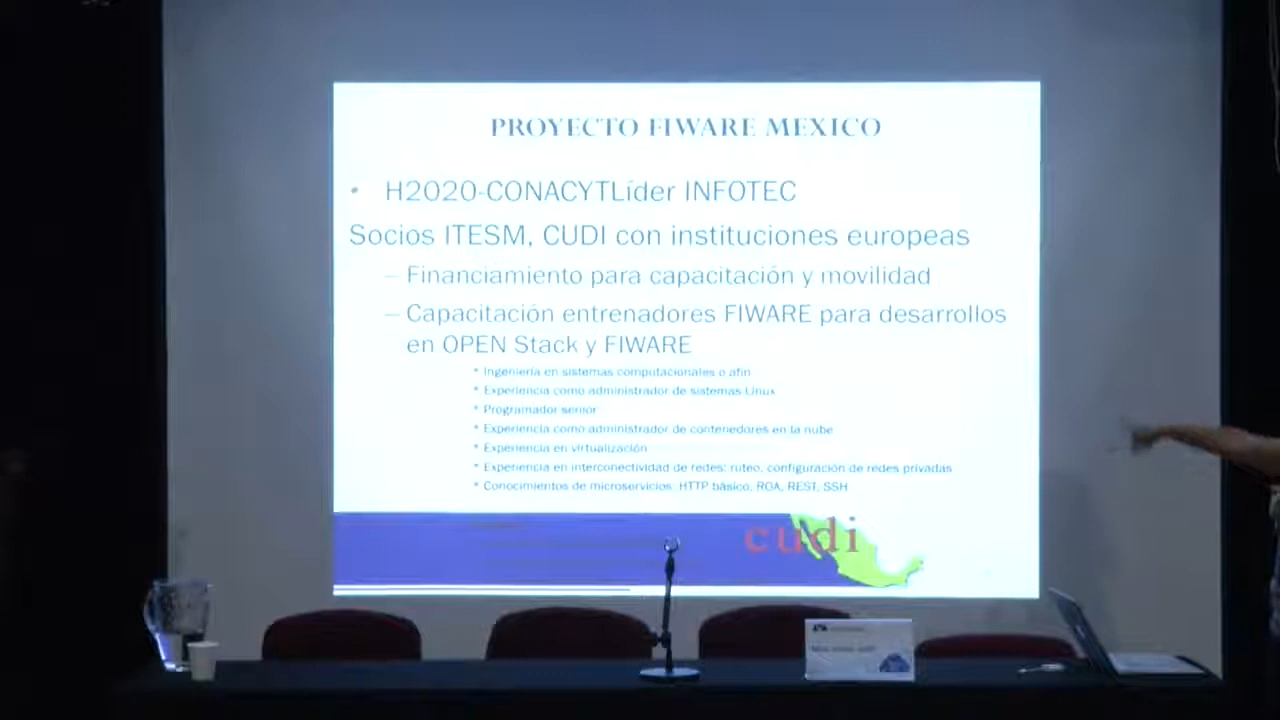 PROYECTO FIWARE MEXICO
• H2020-CONACYTLíder INFOTEC
Socios ITESM, CUDI con instituciones europeas
– Financiamiento para capacitación y movilidad
– Capacitación entrenadores FIWARE para desarrollos
en OPEN Stack y FIWARE
* Ingeniería en sistemas computacionales o afín
* Experiencia como administrador de sistemas Linux
* Programador senior
* Experiencia como administrador de contenedores en la nube
* Experiencia en virtualización
* Experiencia en interconectividad de redes: ruteo, configuración de redes privadas
* Conocimientos de microservicios: HTTP básico, ROA, REST, SSH
cudi